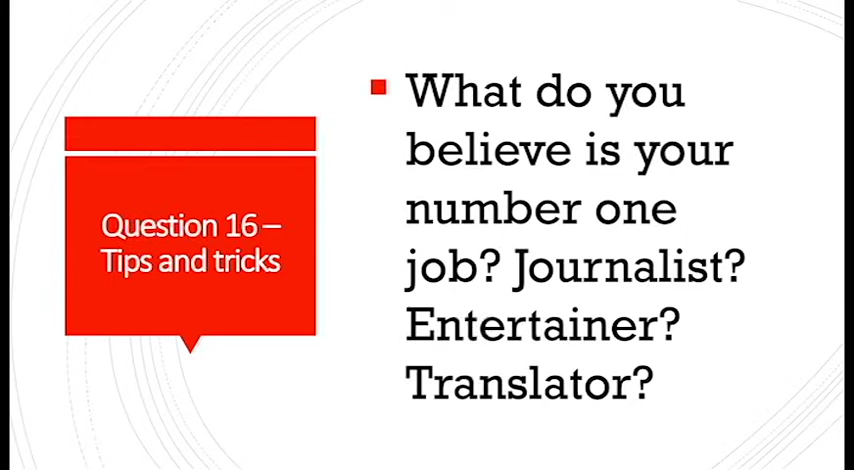 Question 16 –
Tips and tricks
What do you
believe is your
number one
job? Journalist?
Entertainer?
Translator?